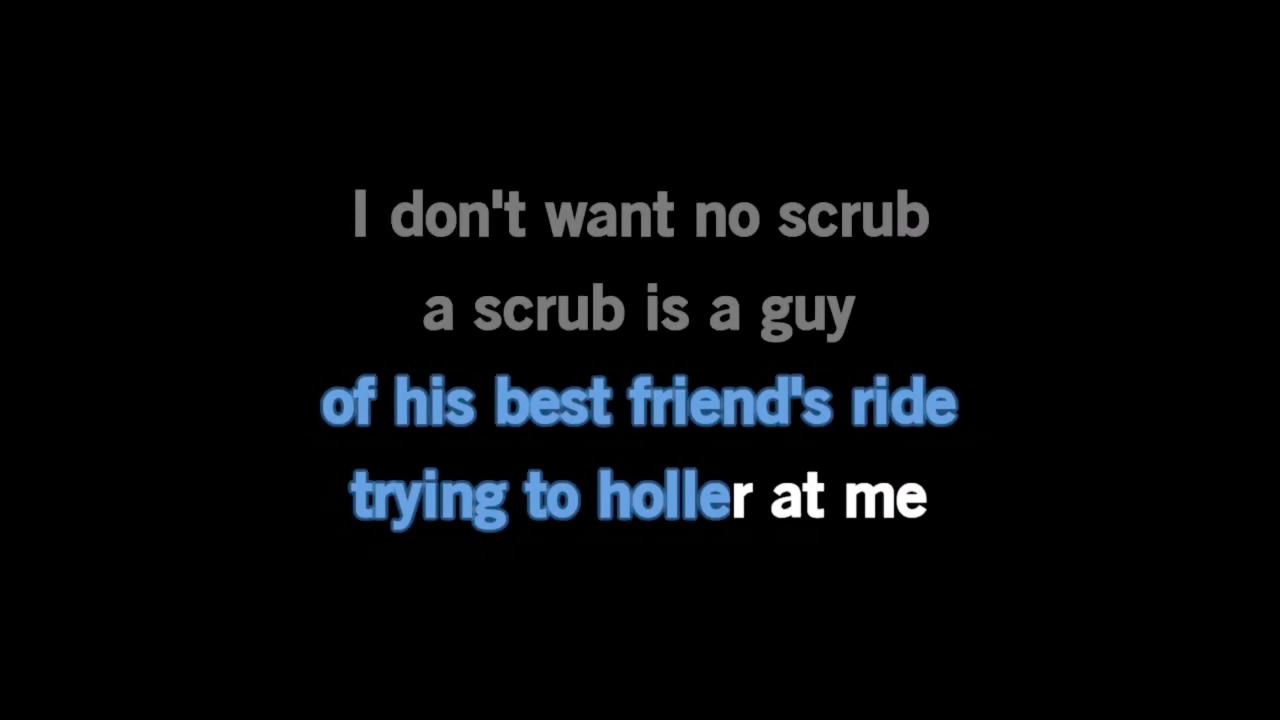 I don't want no scrub
a scrub is a guy
of his best friend's ride
trying to holler at me